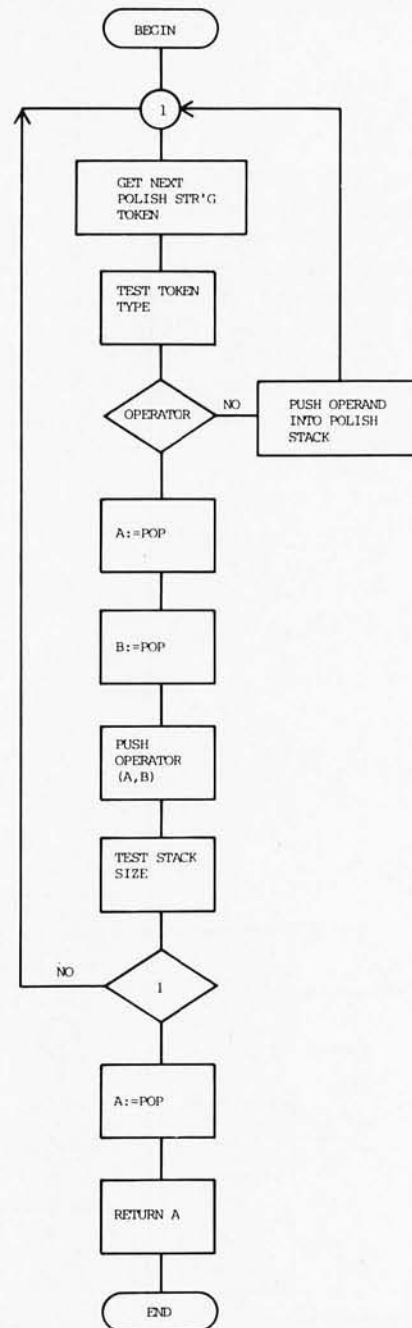 BEGIN
1
GET NEXT
POLISH STR'G
TOKEN
TEST TOKEN
TYPE
OPERATOR
NO
PUSH OPERAND
INTO POLISH
STACK
A:=POP
B:=POP
PUSH
OPERATOR
(A,B)
TEST STACK
SIZE
NO
1
A:=POP
RETURN A
END